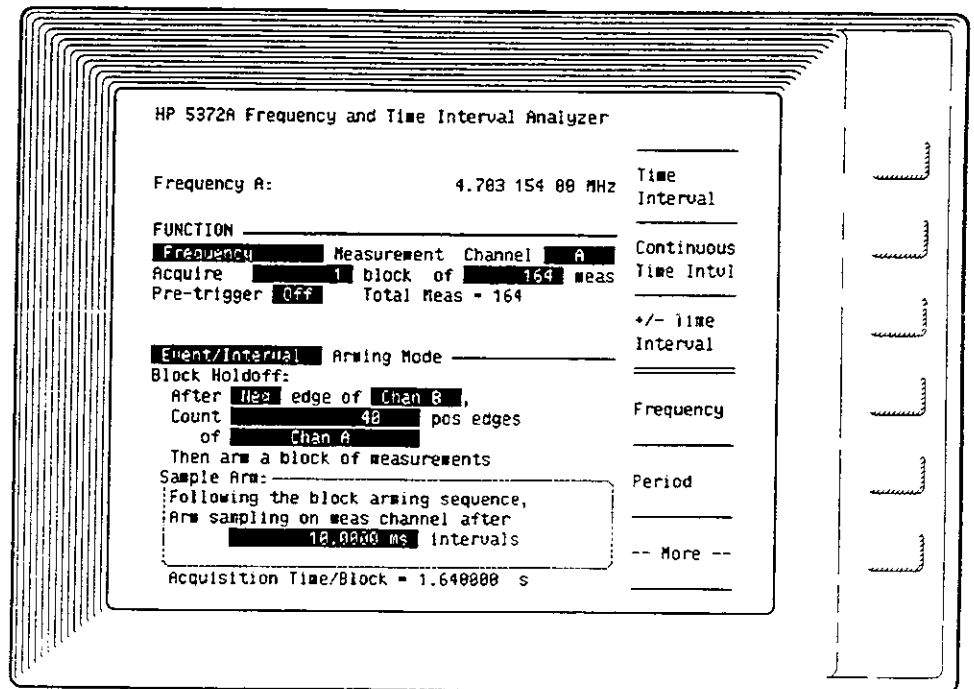 HP 5372A Frequency and Time Interval Analyzer
Frequency A: 4.703 154 00 MHz
FUNCTION
Frequency Measurement Channel A
Acquire 1 block of 164 meas
Pre-trigger Off Total Meas = 164
Event/Interval Arming Mode
Block Holdoff:
After Neg edge of Chan B,
Count 40 pos edges
of Chan A
Then arm a block of measurements
Sample Arm:
Following the block arming sequence,
Arm sampling on meas channel after
10.0000 ms intervals
Acquisition Time/Block = 1.640000 s
Time
Interval
Continuous
Time Intvl
+/- Time
Interval
Frequency
Period
-- More --